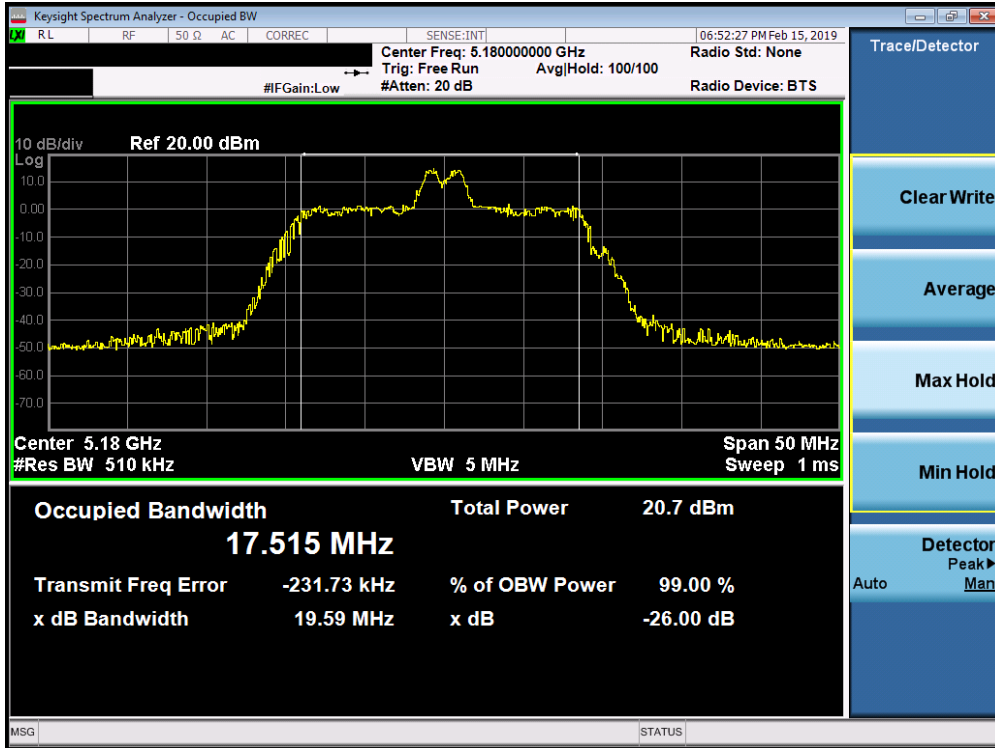 Keysight Spectrum Analyzer - Occupied BW
LXI RL RF 50 Ω AC CORREC SENSE:INT 06:52:27 PM Feb 15, 2019
Center Freq: 5.180000000 GHz Radio Std: None
Trig: Free Run Avg|Hold: 100/100
#IFGain:Low #Atten: 20 dB Radio Device: BTS
10 dB/div Ref 20.00 dBm
Log
10.0
0.00
-10.0
-20.0
-30.0
-40.0
-50.0
-60.0
-70.0
Center 5.18 GHz Span 50 MHz
#Res BW 510 kHz VBW 5 MHz Sweep 1 ms
Occupied Bandwidth Total Power 20.7 dBm
17.515 MHz
Transmit Freq Error -231.73 kHz % of OBW Power 99.00 %
x dB Bandwidth 19.59 MHz x dB -26.00 dB
MSG STATUS
Trace/Detector
Clear Write
Average
Max Hold
Min Hold
Detector
Peak▶
Auto Man